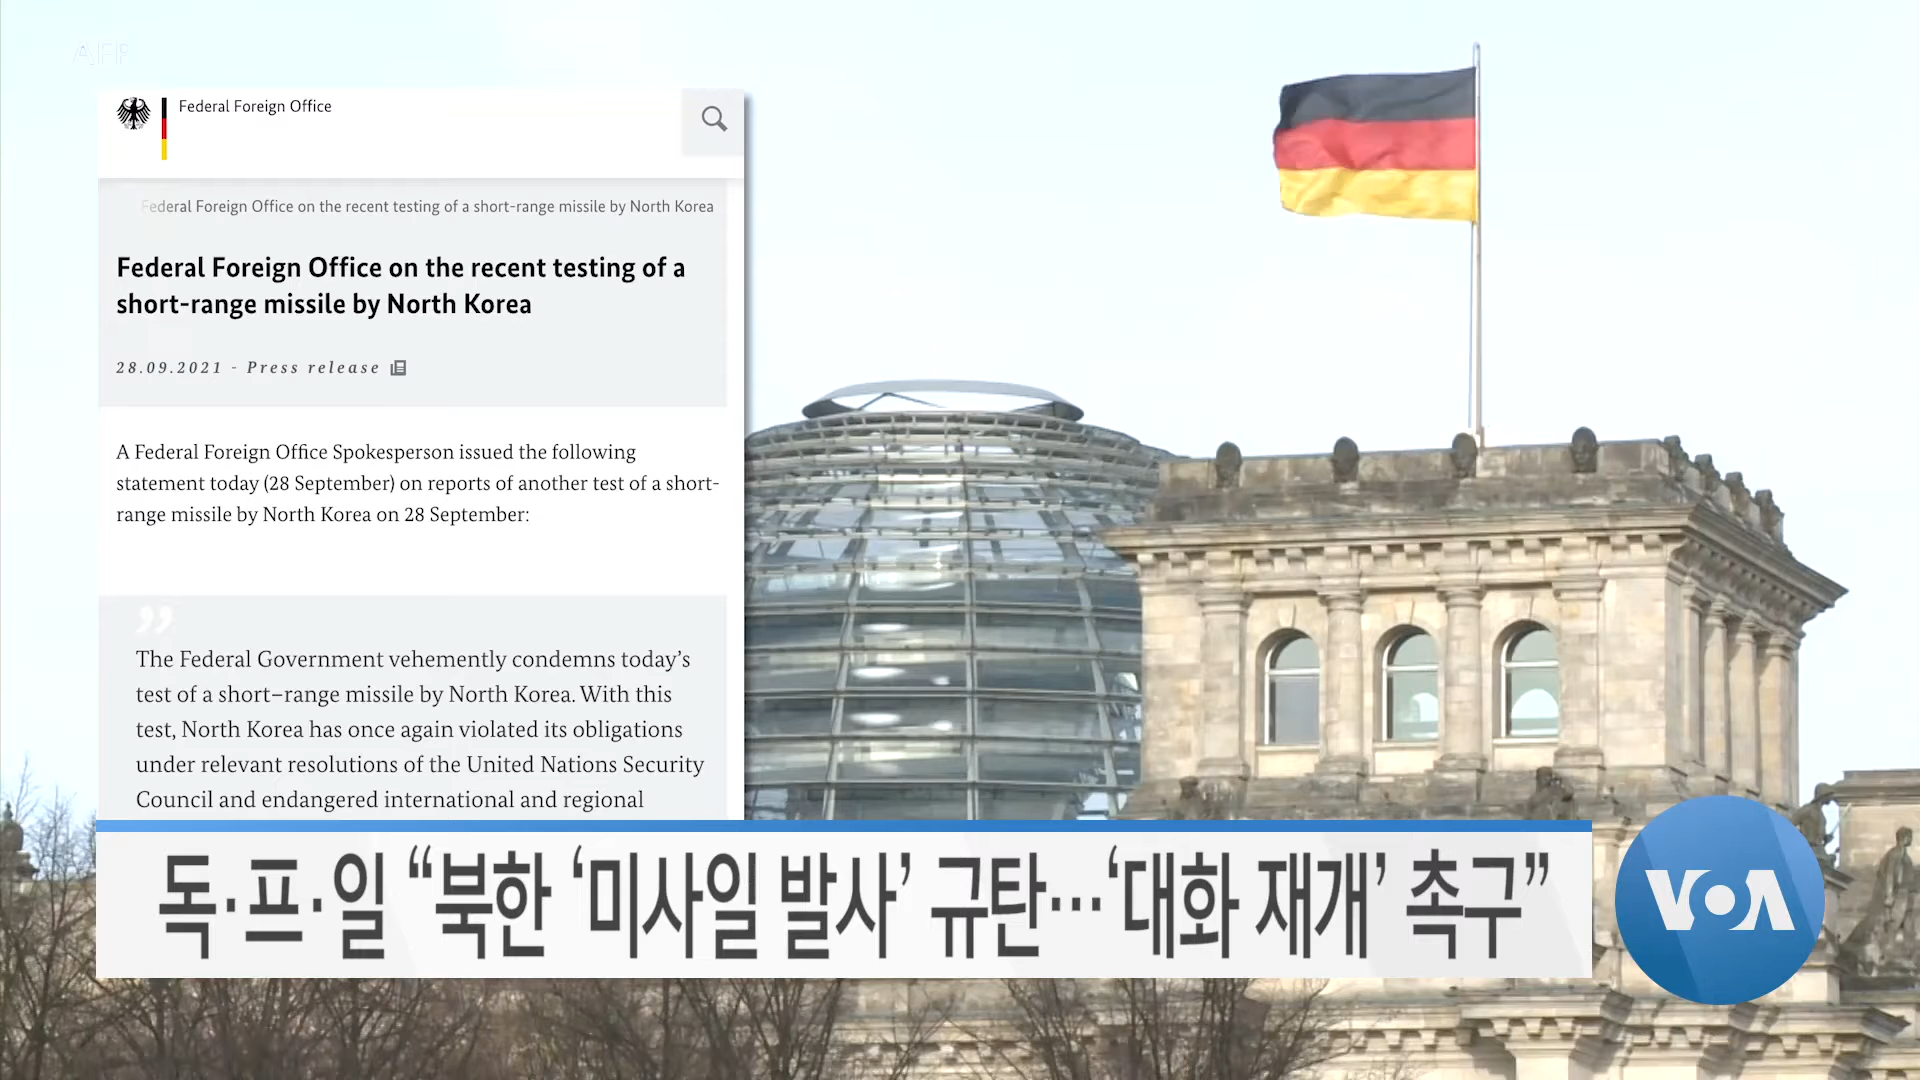 AFP
Federal Foreign Office
Federal Foreign Office on the recent testing of a short-range missile by North Korea
Federal Foreign Office on the recent testing of a
short-range missile by North Korea
28.09.2021 - Press release
A Federal Foreign Office Spokesperson issued the following
statement today (28 September) on reports of another test of a short-
range missile by North Korea on 28 September:
”
The Federal Government vehemently condemns today’s
test of a short–range missile by North Korea. With this
test, North Korea has once again violated its obligations
under relevant resolutions of the United Nations Security
Council and endangered international and regional
독·프·일 “북한 ‘미사일 발사’ 규탄…‘대화 재개’ 촉구”
VOA